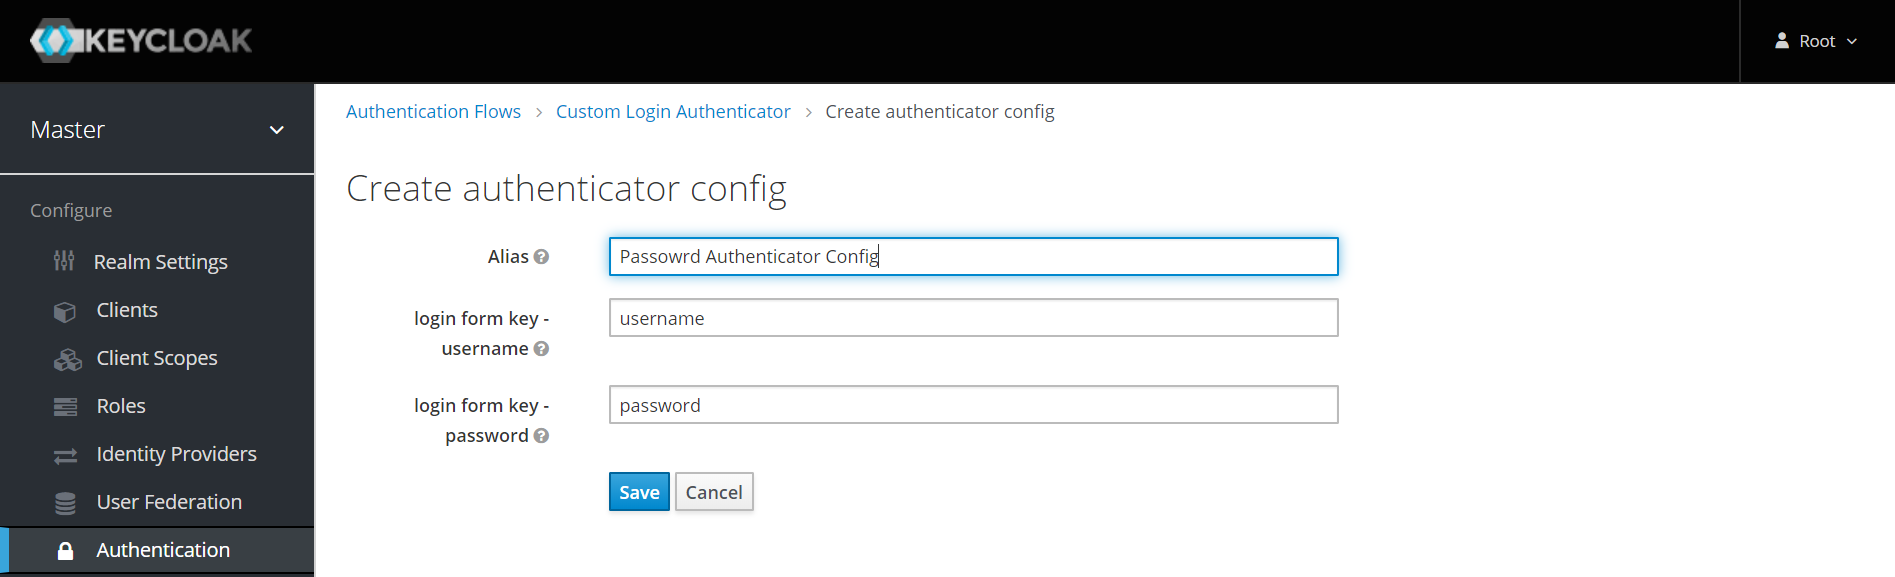 KEYCLOAK
Root
Master
Authentication Flows > Custom Login Authenticator > Create authenticator config
Configure
Realm Settings
Clients
Client Scopes
Roles
Identity Providers
User Federation
Authentication
Create authenticator config
Alias
Passowrd Authenticator Config
login form key -
username
username
login form key -
password
password
Save Cancel